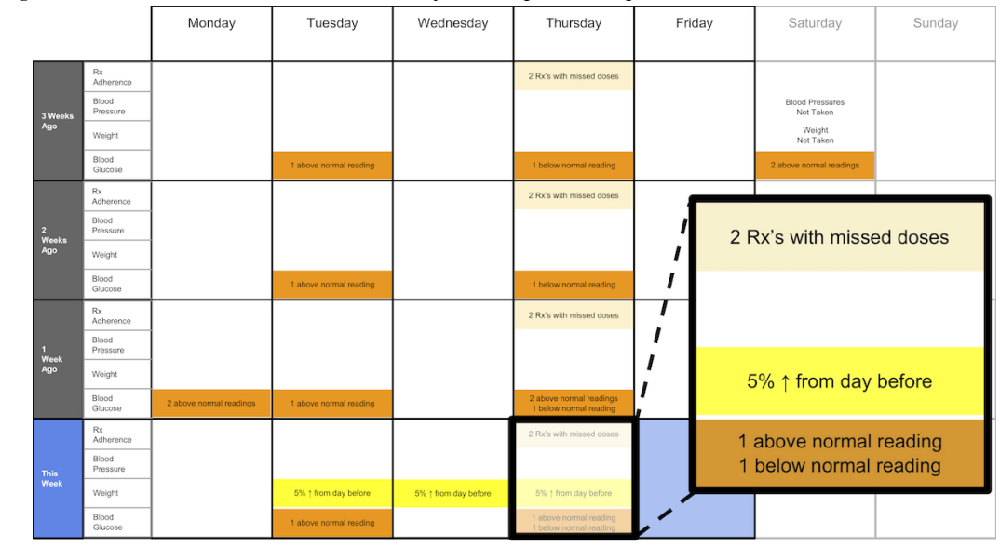 Monday Tuesday Wednesday Thursday Friday Saturday Sunday
3 Weeks
Ago
Rx
Adherence
2 Rx's with missed doses
Blood
Pressure
Blood Pressures
Not Taken
Weight
Weight
Not Taken
Blood
Glucose
1 above normal reading
1 below normal reading
2 above normal readings
2
Weeks
Ago
Rx
Adherence
2 Rx's with missed doses
Blood
Pressure
Weight
Blood
Glucose
1 above normal reading
1 below normal reading
1
Week
Ago
Rx
Adherence
2 Rx's with missed doses
Blood
Pressure
Weight
Blood
Glucose
2 above normal readings
1 above normal reading
2 above normal readings
1 below normal reading
This
Week
Rx
Adherence
2 Rx's with missed doses
Blood
Pressure
Weight
5% ↑ from day before
5% ↑ from day before
5% ↑ from day before
Blood
Glucose
1 above normal reading
1 above normal reading
1 below normal reading
2 Rx's with missed doses
5% ↑ from day before
1 above normal reading
1 below normal reading